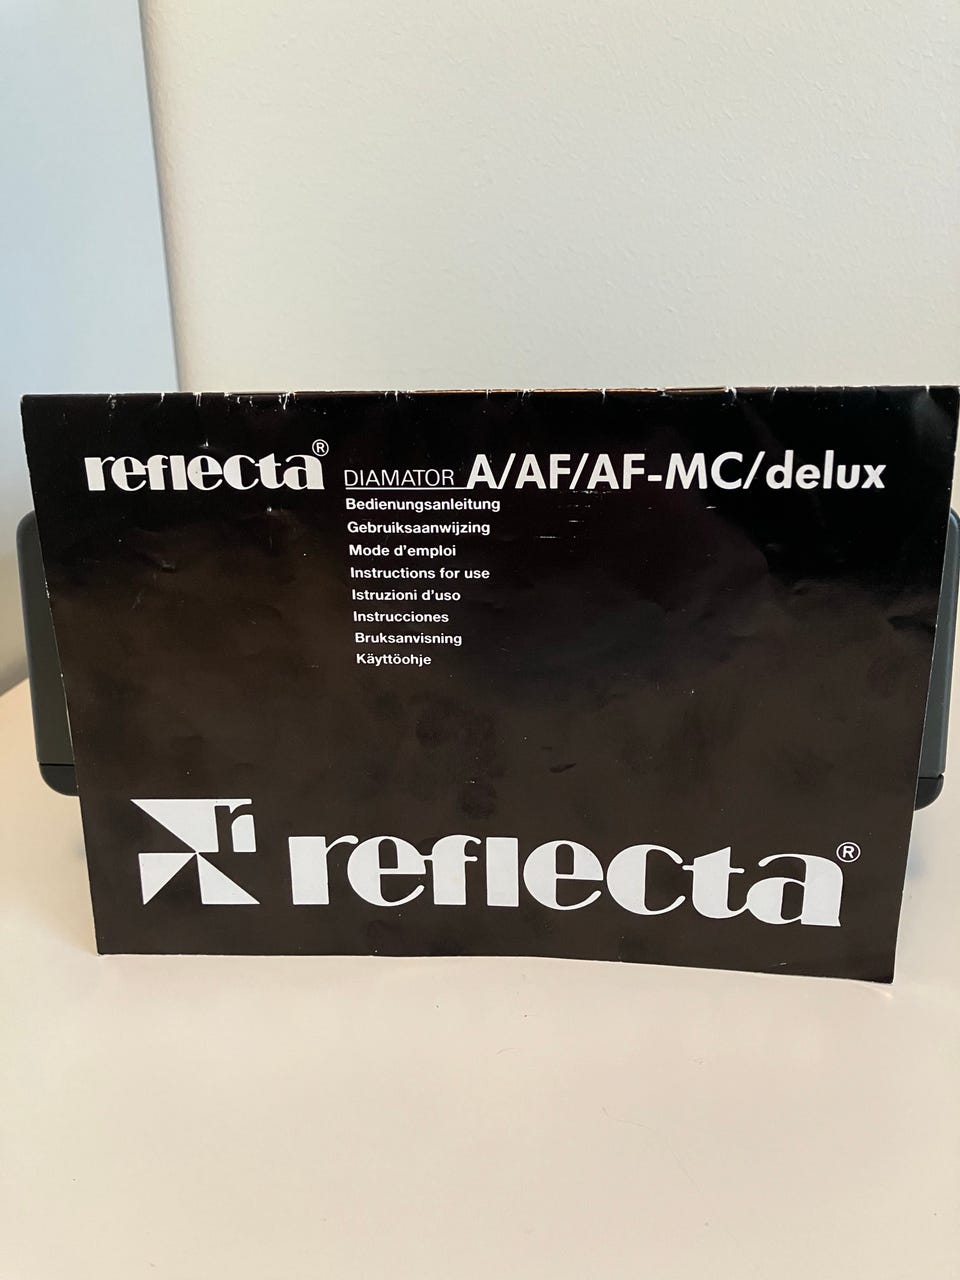 reflecta® DIAMATOR A/AF/AF-MC/delux
Bedienungsanleitung
Gebruiksaanwijzing
Mode d'emploi
Instructions for use
Istruzioni d'uso
Instrucciones
Bruksanvisning
Käyttöohje
r reflecta®